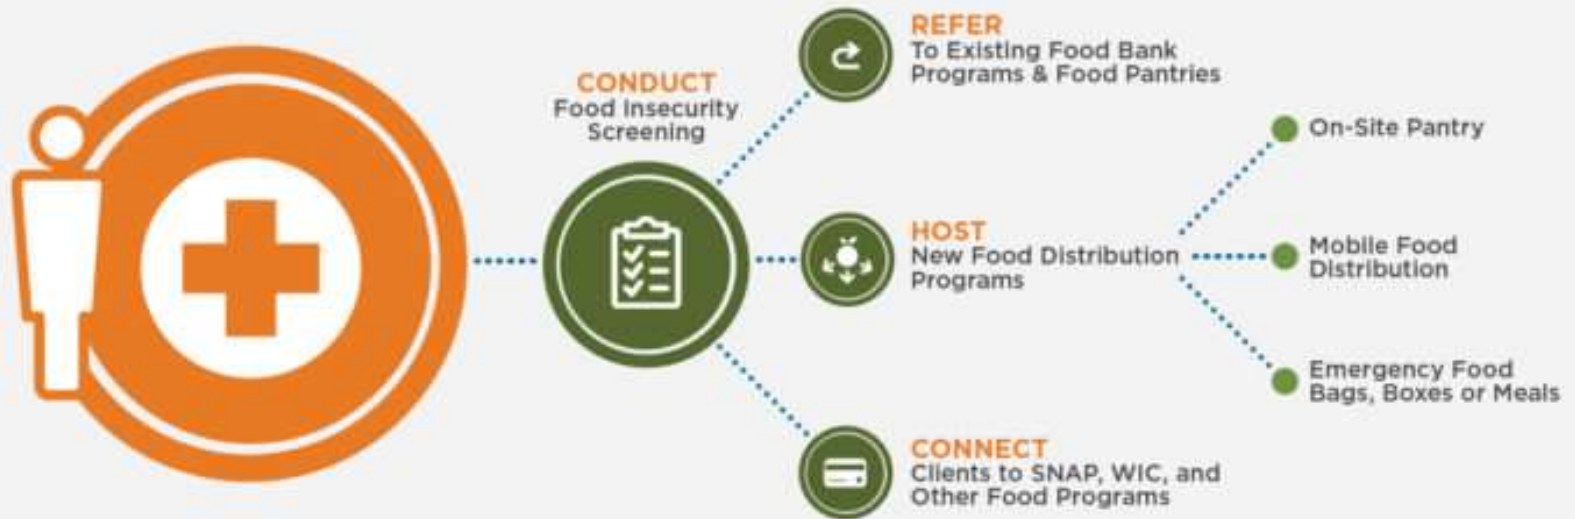 CONDUCT
Food Insecurity
Screening
REFER
To Existing Food Bank
Programs & Food Pantries
HOST
New Food Distribution
Programs
On-Site Pantry
Mobile Food
Distribution
Emergency Food
Bags, Boxes or Meals
CONNECT
Clients to SNAP, WIC, and
Other Food Programs